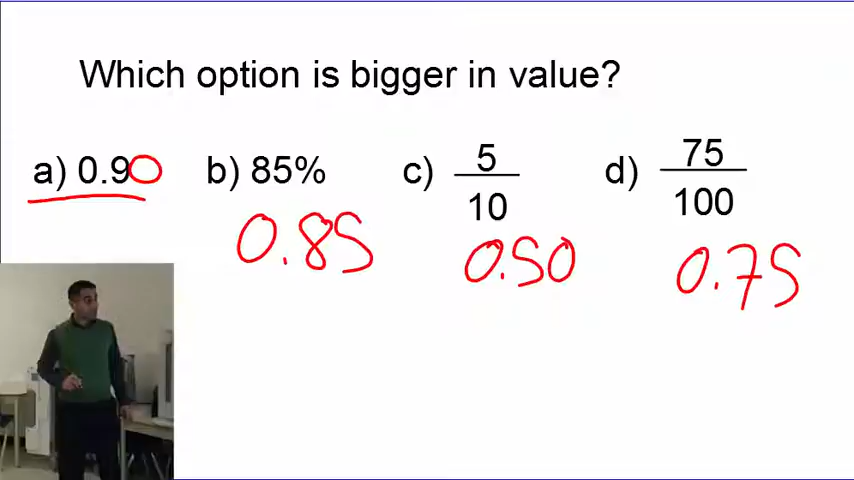 Which option is bigger in value?
a) 0.90 b) 85% c) 5/10 d) 75/100
0.85 0.50 0.75